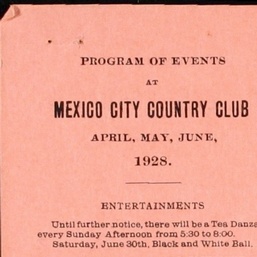 PROGRAM OF EVENTS
AT
MEXICO CITY COUNTRY CLUB
APRIL, MAY, JUNE,
1928.
ENTERTAINMENTS
Until further notice, there will be a Tea Danza
every Sunday Afternoon from 5:30 to 8:00.
Saturday, June 30th, Black and White Ball.